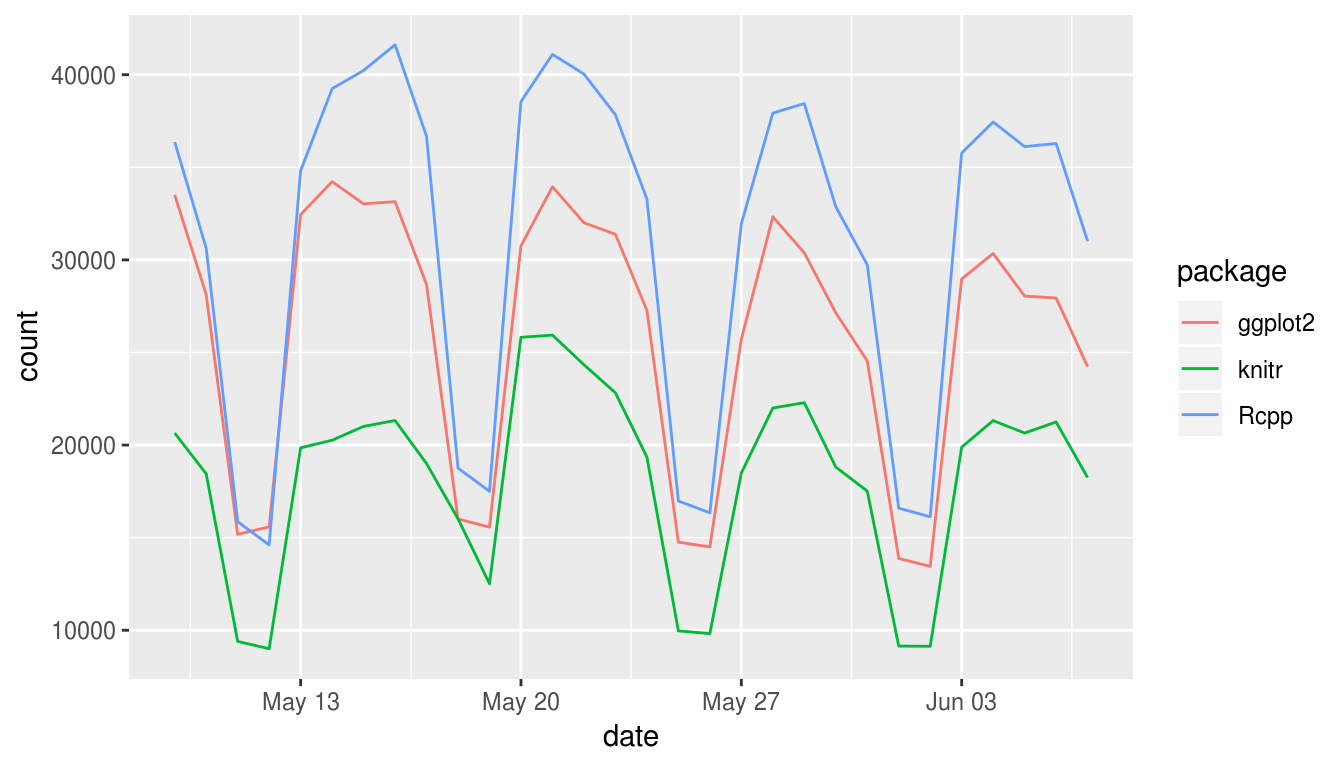 40000
30000
20000
10000
count
May 13
May 20
May 27
Jun 03
date
package
ggplot2
knitr
Rcpp